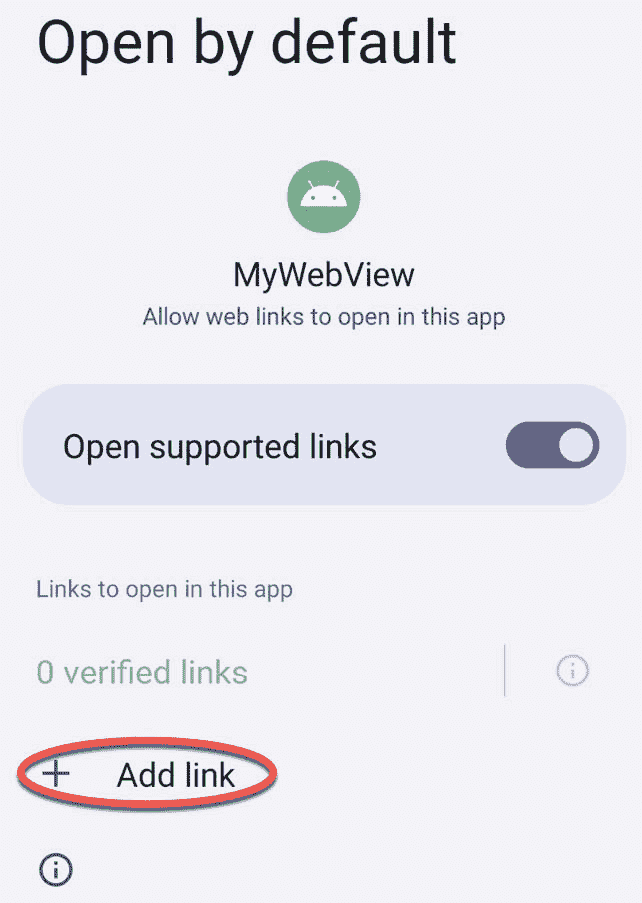 Open by default
MyWebView
Allow web links to open in this app
Open supported links
Links to open in this app
0 verified links
+ Add link